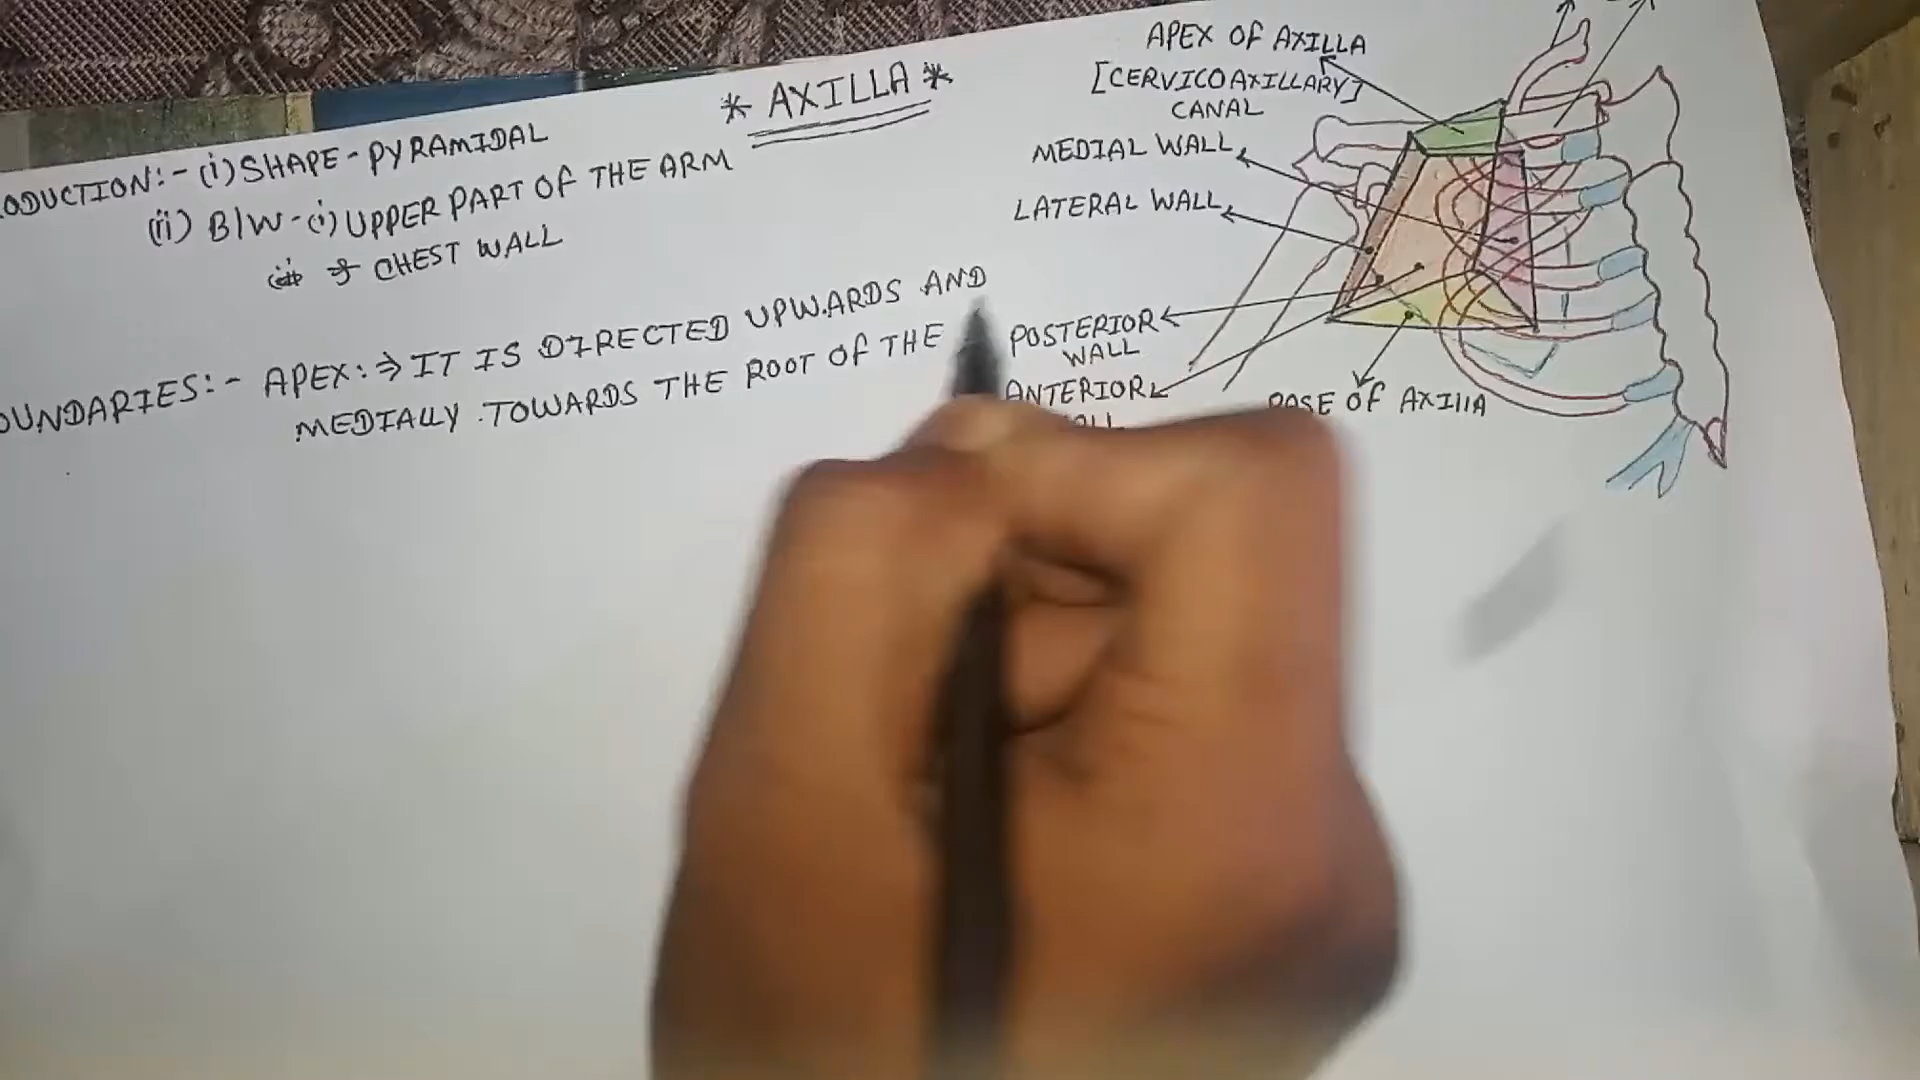 * AXILLA *
ODUCTION:- (i) SHAPE - PYRAMIDAL
(ii) B/W - (i) UPPER PART OF THE ARM
& CHEST WALL
OUNDARIES:- APEX:⇒ IT IS DIRECTED UPWARDS AND
MEDIALLY TOWARDS THE ROOT OF THE
APEX OF AXILLA
[CERVICOAXILLARY]
CANAL
MEDIAL WALL
LATERAL WALL
POSTERIOR
WALL
ANTERIOR
BASE OF AXILLA